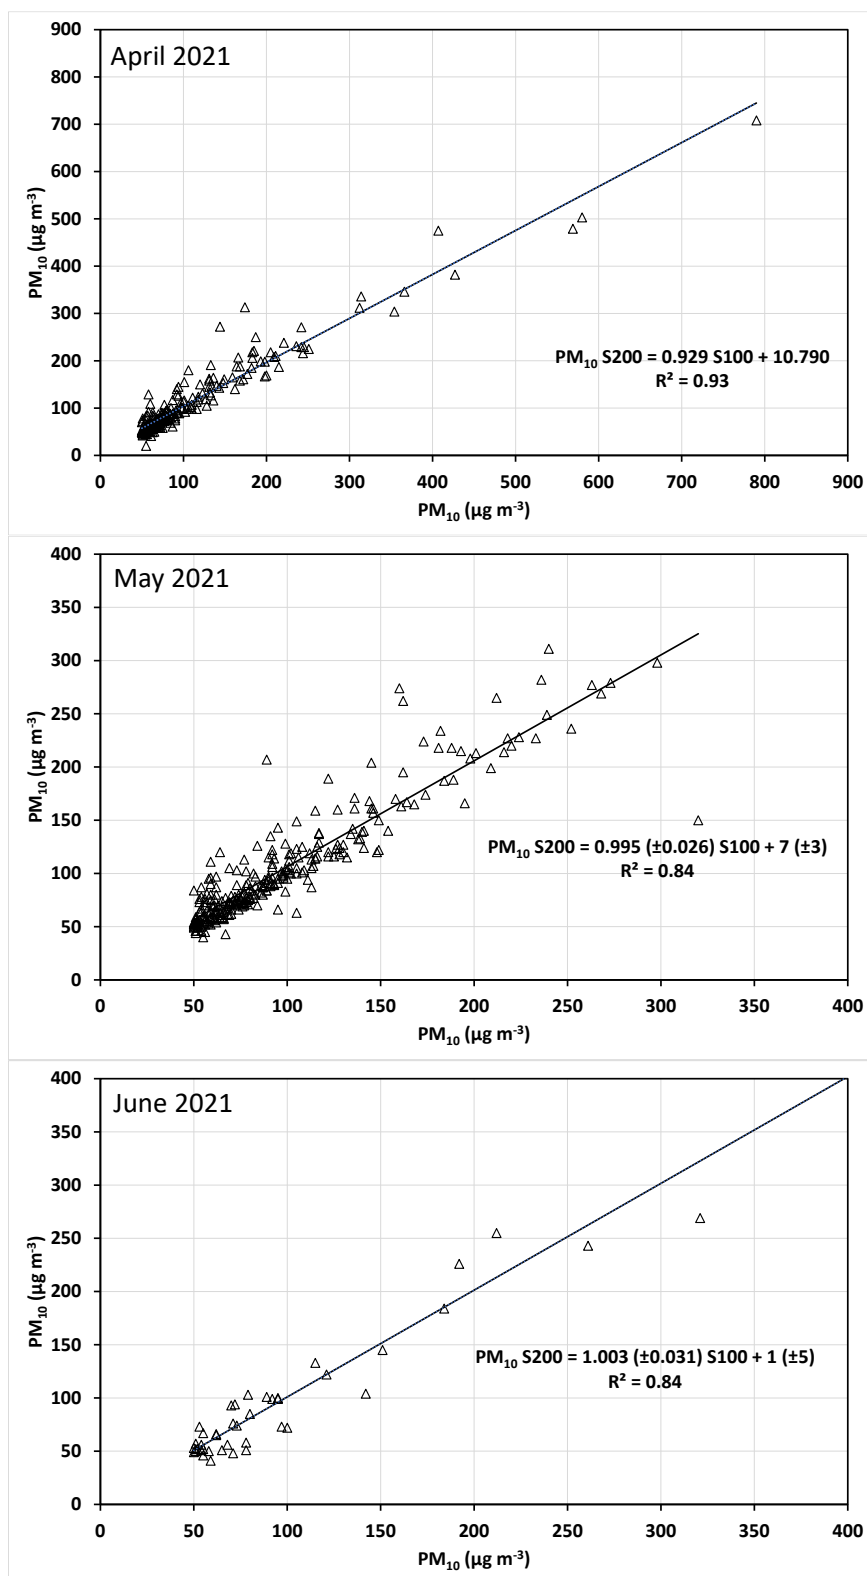 April 2021
900
800
700
600
500
400
300
200
100
0
PM₁₀ (µg m⁻³)
PM₁₀ S200 = 0.929 S100 + 10.790
R² = 0.93
0 100 200 300 400 500 600 700 800 900
PM₁₀ (µg m⁻³)
May 2021
400
350
300
250
200
150
100
50
0
PM₁₀ (µg m⁻³)
PM₁₀ S200 = 0.995 (±0.026) S100 + 7 (±3)
R² = 0.84
0 50 100 150 200 250 300 350 400
PM₁₀ (µg m⁻³)
June 2021
400
350
300
250
200
150
100
50
0
PM₁₀ (µg m⁻³)
PM₁₀ S200 = 1.003 (±0.031) S100 + 1 (±5)
R² = 0.84
0 50 100 150 200 250 300 350 400
PM₁₀ (µg m⁻³)